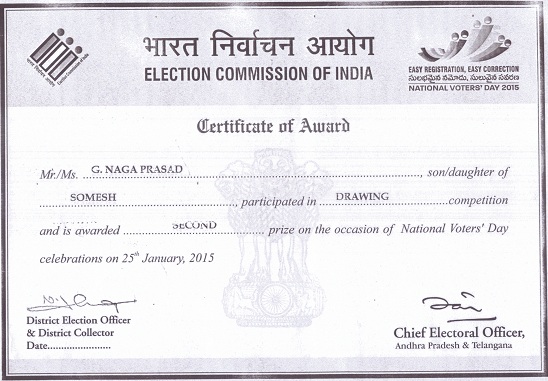 भारत निर्वाचन आयोग
ELECTION COMMISSION OF INDIA
EASY REGISTRATION, EASY CORRECTION
సులభమైన నమోదు, సులువైన సవరణ
NATIONAL VOTERS' DAY 2015
Certificate of Award
Mr./Ms. G. NAGA PRASAD, son/daughter of
SOMESH, participated in DRAWING competition
and is awarded SECOND prize on the occasion of National Voters' Day
celebrations on 25th January, 2015
District Election Officer
& District Collector
Date......................
Chief Electoral Officer,
Andhra Pradesh & Telangana